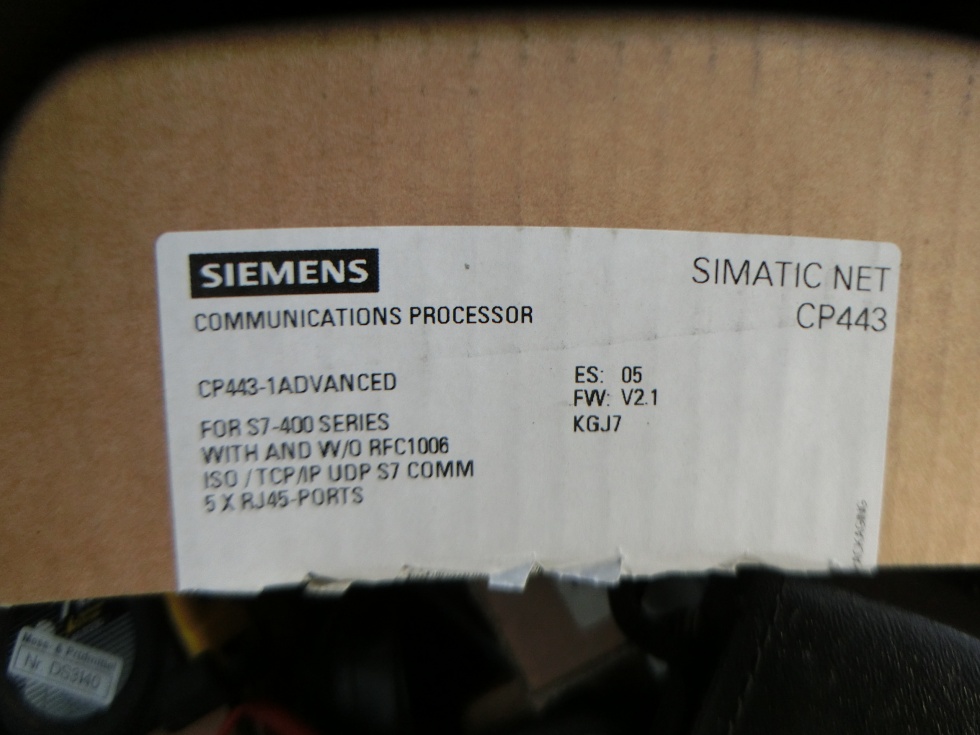 SIEMENS
SIMATIC NET
CP443
COMMUNICATIONS PROCESSOR
CP443-1ADVANCED
FOR S7-400 SERIES
WITH AND W/O RFC1006
ISO / TCP/IP UDP S7 COMM
5 X RJ45-PORTS
ES: 05
FW: V2.1
KGJ7
Nr.